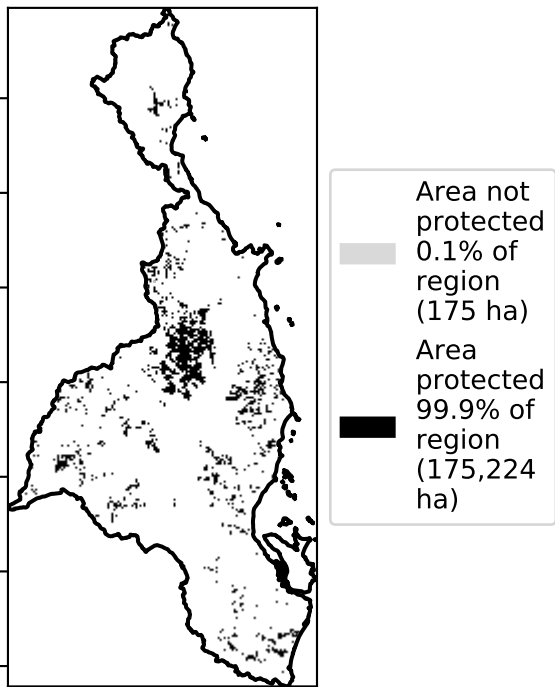 Area not
protected
0.1% of
region
(175 ha)
Area
protected
99.9% of
region
(175,224
ha)